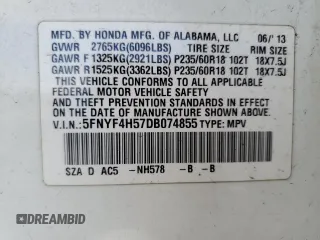 MFD. BY HONDA MFG. OF ALABAMA, LLC 06/'13
GVWR 2765KG(6096LBS) TIRE SIZE RIM SIZE
GAWR F 1325KG(2921LBS) P235/60R18 102T 18X7.5J
GAWR R 1525KG(3362LBS) P235/60R18 102T 18X7.5J
THIS VEHICLE CONFORMS TO ALL APPLICABLE
FEDERAL MOTOR VEHICLE SAFETY AND
THEFT PREVENTION STANDARDS IN EFFECT
ON THE DATE OF MANUFACTURE SHOWN ABOVE.
V.I.N.: 5FNYF4H57DB074855 TYPE: MPV
SZA D AC5 -NH578 -B -B
© DREAMBID
DREAMBID.COM